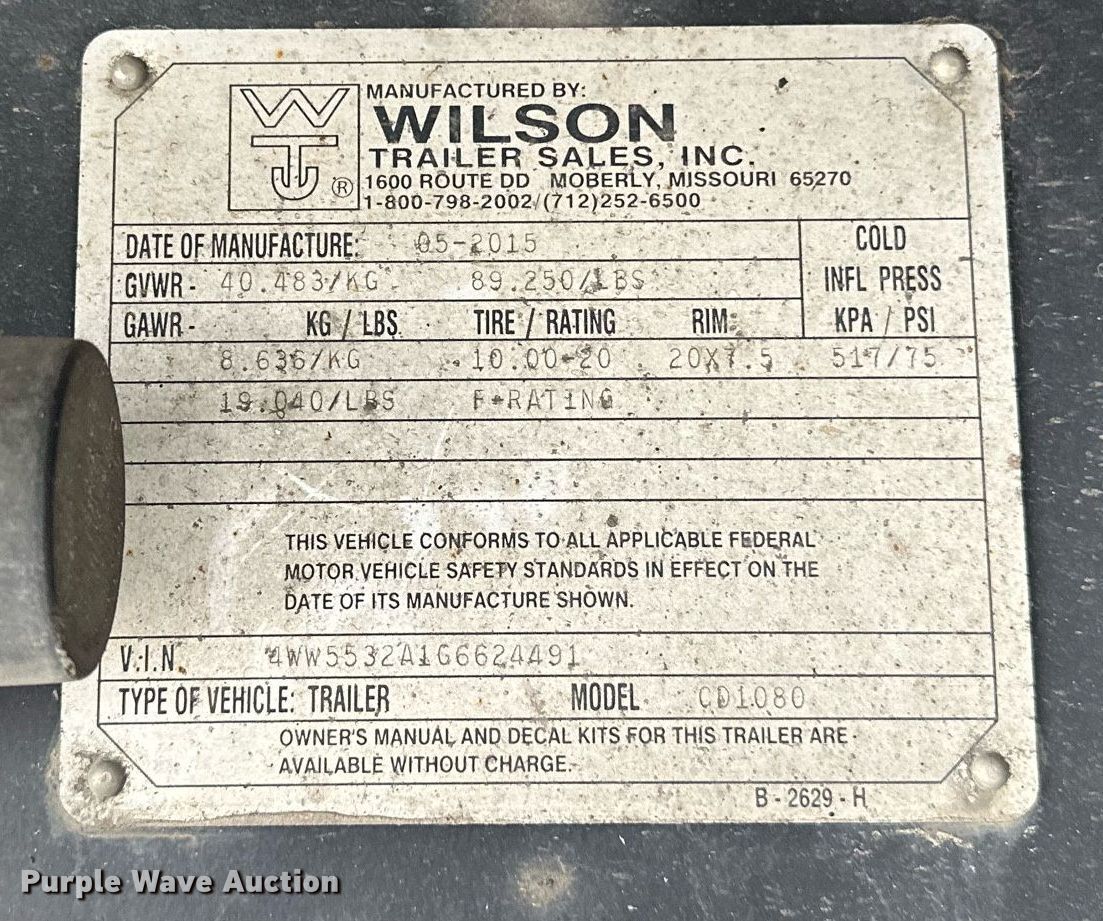 WTJ ®
MANUFACTURED BY:
WILSON
TRAILER SALES, INC.
1600 ROUTE DD MOBERLY, MISSOURI 65270
1-800-798-2002/(712)252-6500
DATE OF MANUFACTURE: 05-2015
COLD
INFL PRESS
KPA / PSI
GVWR - 40.483/KG 89.250/LBS
GAWR - KG / LBS TIRE / RATING RIM:
8.636/KG 10.00-20 20X7.5 517/75
19.040/LBS F-RATING
THIS VEHICLE CONFORMS TO ALL APPLICABLE FEDERAL
MOTOR VEHICLE SAFETY STANDARDS IN EFFECT ON THE
DATE OF ITS MANUFACTURE SHOWN.
V.I.N. 4WW5532A1G6624491
TYPE OF VEHICLE: TRAILER MODEL CD1080
OWNER'S MANUAL AND DECAL KITS FOR THIS TRAILER ARE
AVAILABLE WITHOUT CHARGE.
B - 2629 - H
Purple Wave Auction